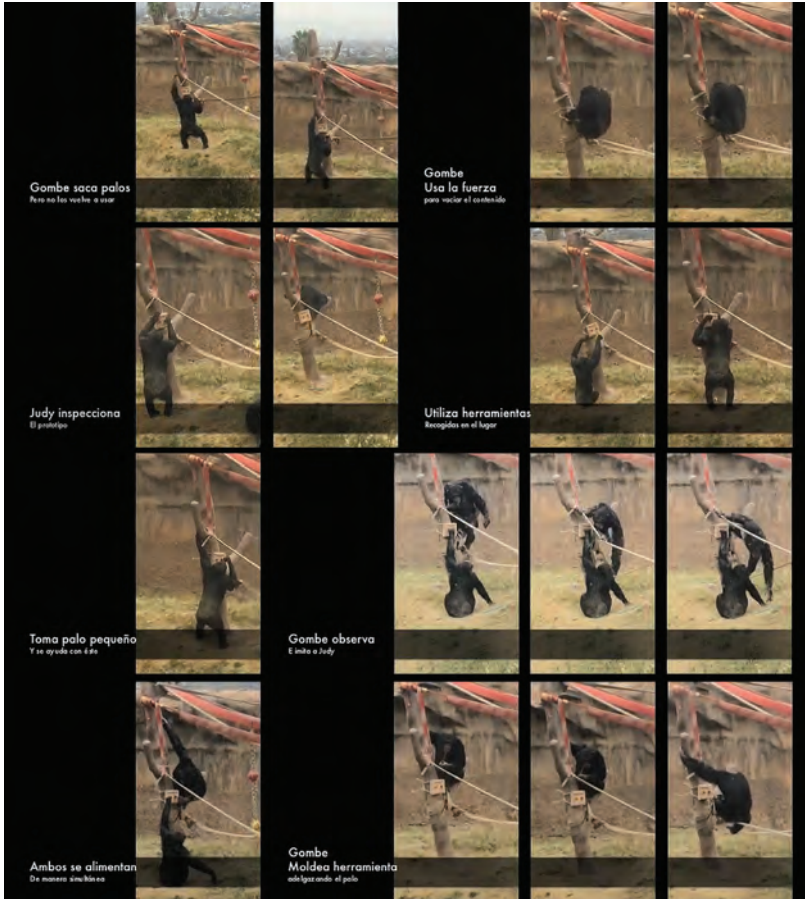 Gombe saca palos
Pero no los vuelve a usar
Gombe
Usa la fuerza
para vaciar el contenido
Judy inspecciona
El prototipo
Utiliza herramientas
Recogidas en el lugar
Toma palo pequeño
Y se ayuda con éste
Gombe observa
E imita a Judy
Ambos se alimentan
De manera simultánea
Gombe
Moldea herramienta
adelgazando el palo